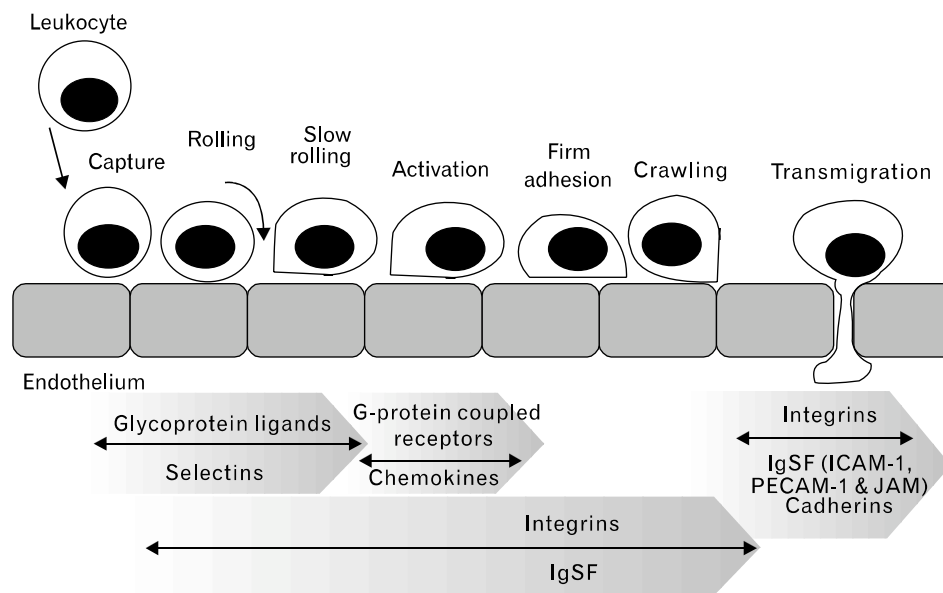 Leukocyte
Capture
Rolling
Slow
rolling
Activation
Firm
adhesion
Crawling
Transmigration
Endothelium
Glycoprotein ligands
Selectins
G-protein coupled
receptors
Chemokines
Integrins
IgSF (ICAM-1,
PECAM-1 & JAM)
Cadherins
Integrins
IgSF